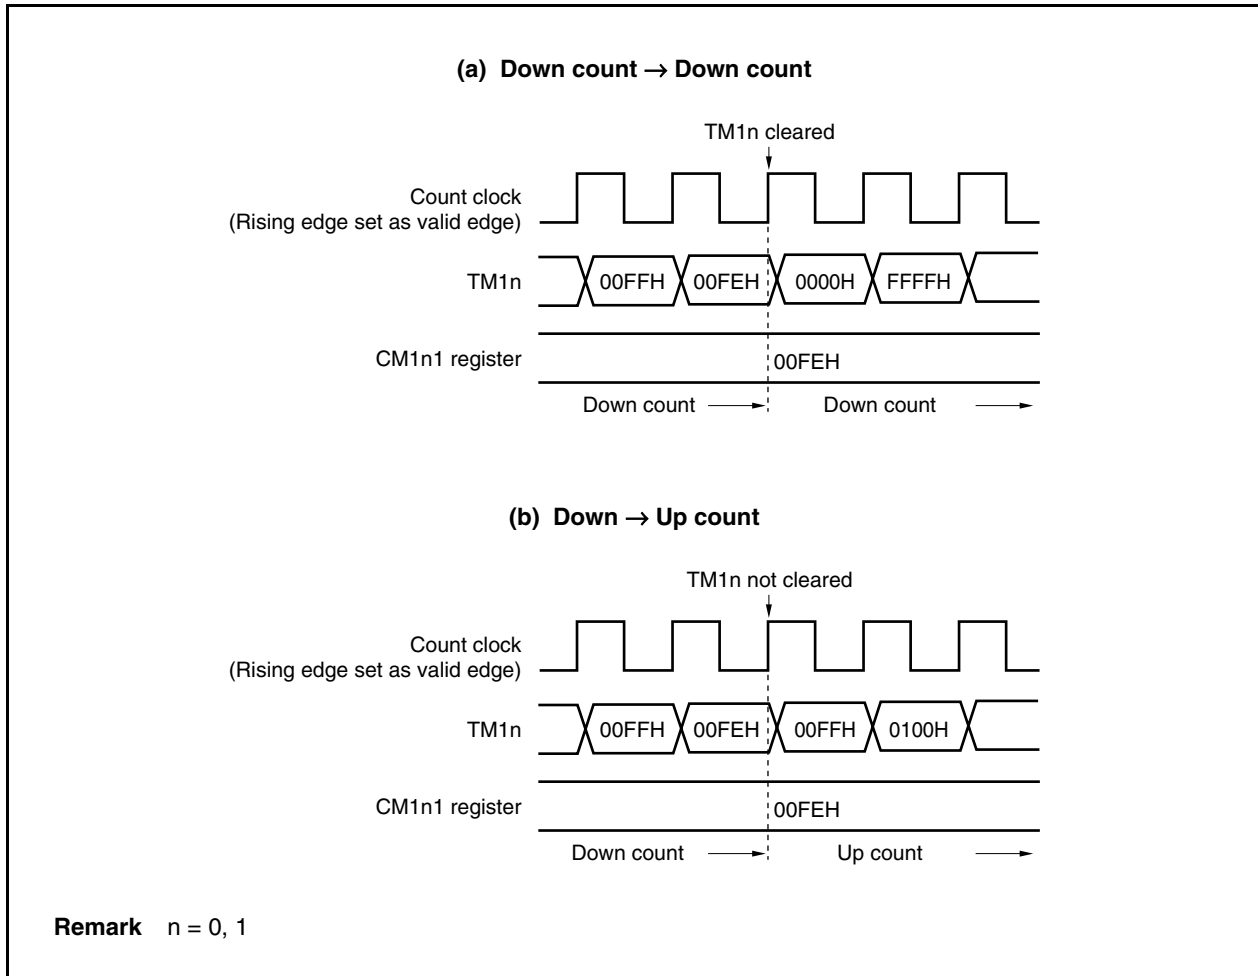 (a) Down count → Down count
TM1n cleared
Count clock
(Rising edge set as valid edge)
TM1n
00FFH 00FEH 0000H FFFFH
CM1n1 register
00FEH
Down count Down count
(b) Down → Up count
TM1n not cleared
Count clock
(Rising edge set as valid edge)
TM1n
00FFH 00FEH 00FFH 0100H
CM1n1 register
00FEH
Down count Up count
Remark n = 0, 1